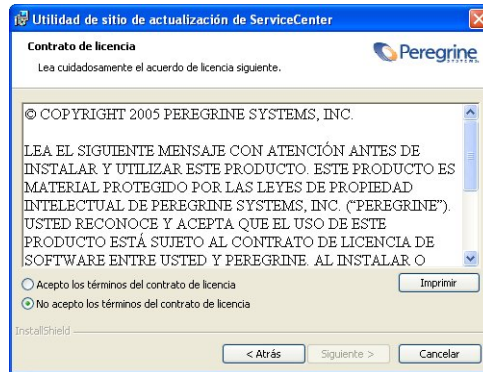 Utilidad de sitio de actualización de ServiceCenter
Contrato de licencia
Lea cuidadosamente el acuerdo de licencia siguiente.
Peregrine
SYSTEMS
© COPYRIGHT 2005 PEREGRINE SYSTEMS, INC.
LEA EL SIGUIENTE MENSAJE CON ATENCIÓN ANTES DE
INSTALAR Y UTILIZAR ESTE PRODUCTO. ESTE PRODUCTO ES
MATERIAL PROTEGIDO POR LAS LEYES DE PROPIEDAD
INTELECTUAL DE PEREGRINE SYSTEMS, INC. (“PEREGRINE”).
USTED RECONOCE Y ACEPTA QUE EL USO DE ESTE
PRODUCTO ESTÁ SUJETO AL CONTRATO DE LICENCIA DE
SOFTWARE ENTRE USTED Y PEREGRINE. AL INSTALAR O
Acepto los términos del contrato de licencia
Imprimir
No acepto los términos del contrato de licencia
InstallShield
< Atrás
Siguiente >
Cancelar